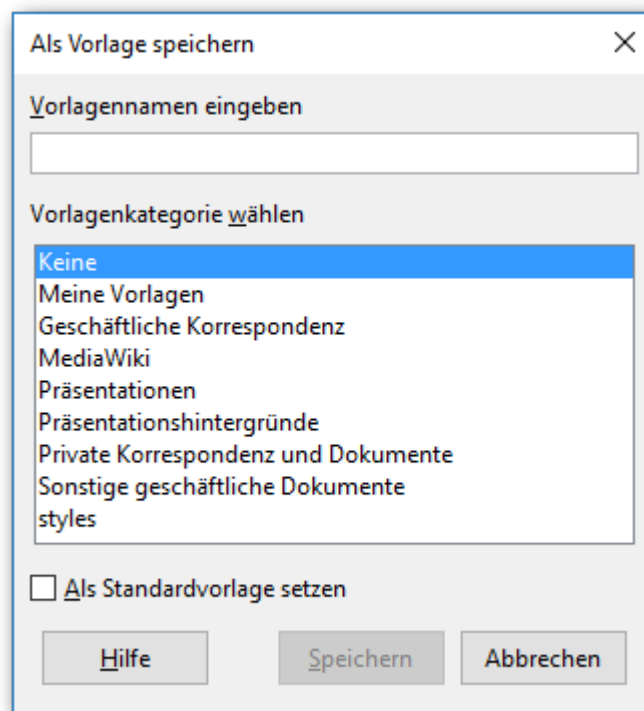 Als Vorlage speichern
Vorlagennamen eingeben
Vorlagenkategorie wählen
Keine
Meine Vorlagen
Geschäftliche Korrespondenz
MediaWiki
Präsentationen
Präsentationshintergründe
Private Korrespondenz und Dokumente
Sonstige geschäftliche Dokumente
styles
Als Standardvorlage setzen
Hilfe Speichern Abbrechen